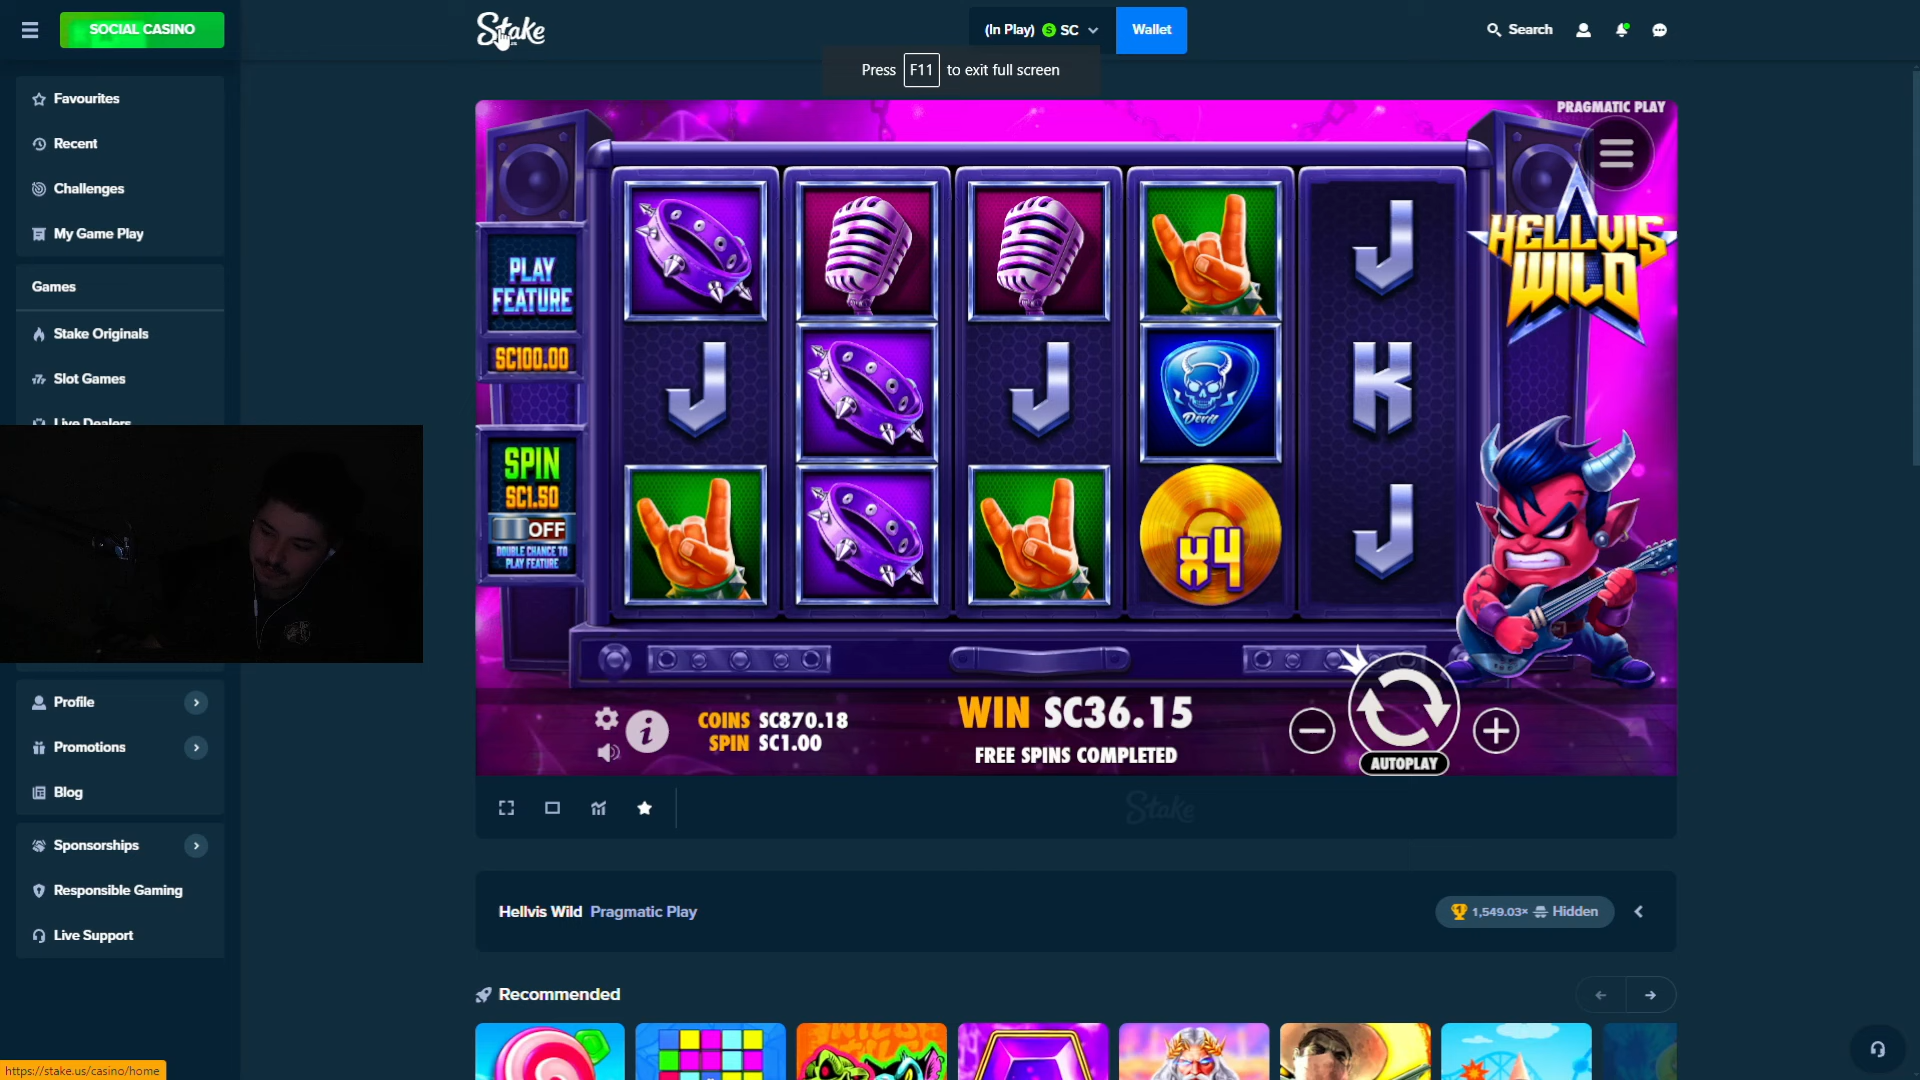 SOCIAL CASINO
Stake
(In Play) S SC
Wallet
Search
Press F11 to exit full screen
Favourites
Recent
Challenges
My Game Play
Games
Stake Originals
Slot Games
Live Dealers
Profile
Promotions
Blog
Sponsorships
Responsible Gaming
Live Support
PRAGMATIC PLAY
HELLVIS
WILD
PLAY
FEATURE
SC100.00
SPIN
SC1.50
OFF
DOUBLE CHANCE TO
PLAY FEATURE
J
J
J
Devil
K
x4
J
COINS SC870.18
SPIN SC1.00
WIN SC36.15
FREE SPINS COMPLETED
AUTOPLAY
Stake
Hellvis Wild Pragmatic Play
1,549.03× Hidden
Recommended
https://stake.us/casino/home